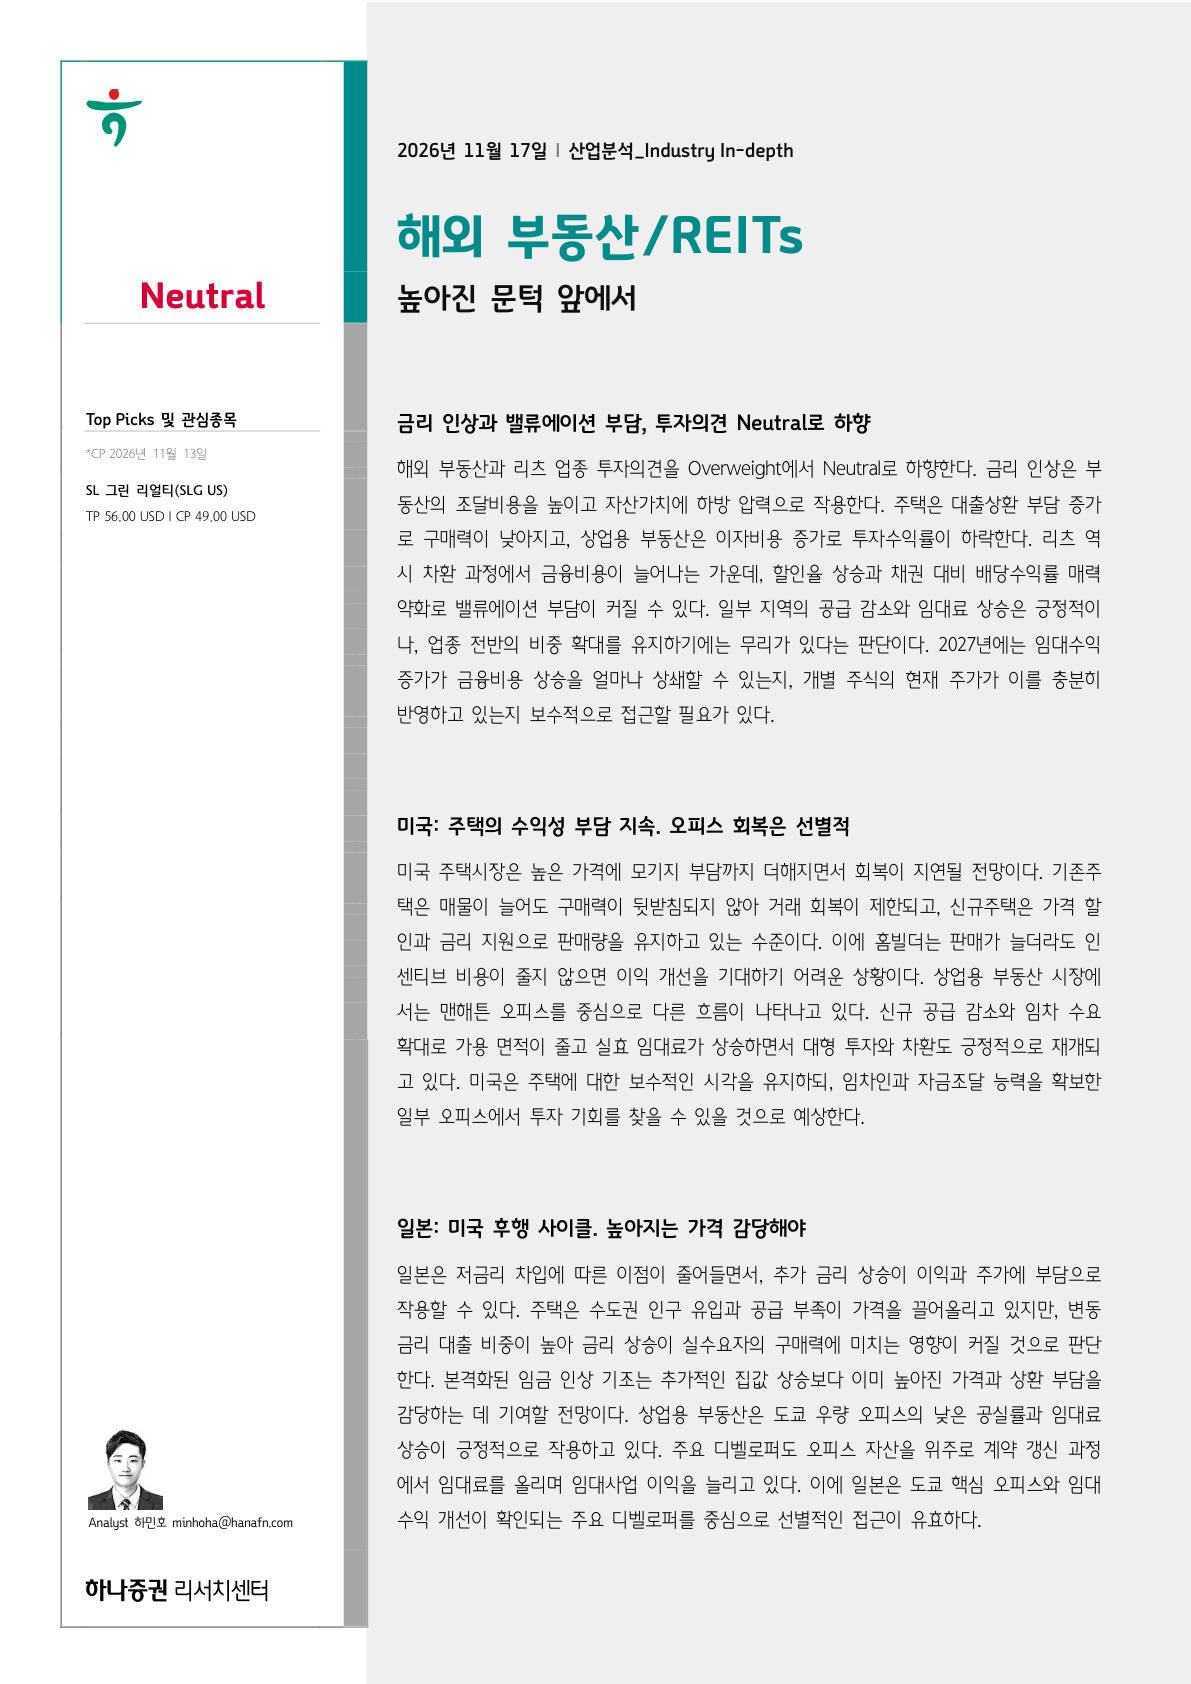 2026년 11월 17일 | 산업분석_Industry In-depth
해외 부동산/REITs
높아진 문턱 앞에서
Neutral
Top Picks 및 관심종목
*CP 2026년 11월 13일
SL 그린 리얼티(SLG US)
TP 56.00 USD | CP 49.00 USD
금리 인상과 밸류에이션 부담, 투자의견 Neutral로 하향
해외 부동산과 리츠 업종 투자의견을 Overweight에서 Neutral로 하향한다. 금리 인상은 부
동산의 조달비용을 높이고 자산가치에 하방 압력으로 작용한다. 주택은 대출상환 부담 증가
로 구매력이 낮아지고, 상업용 부동산은 이자비용 증가로 투자수익률이 하락한다. 리츠 역
시 차환 과정에서 금융비용이 늘어나는 가운데, 할인율 상승과 채권 대비 배당수익률 매력
약화로 밸류에이션 부담이 커질 수 있다. 일부 지역의 공급 감소와 임대료 상승은 긍정적이
나, 업종 전반의 비중 확대를 유지하기에는 무리가 있다는 판단이다. 2027년에는 임대수익
증가가 금융비용 상승을 얼마나 상쇄할 수 있는지, 개별 주식의 현재 주가가 이를 충분히
반영하고 있는지 보수적으로 접근할 필요가 있다.
미국: 주택의 수익성 부담 지속. 오피스 회복은 선별적
미국 주택시장은 높은 가격에 모기지 부담까지 더해지면서 회복이 지연될 전망이다. 기존주
택은 매물이 늘어도 구매력이 뒷받침되지 않아 거래 회복이 제한되고, 신규주택은 가격 할
인과 금리 지원으로 판매량을 유지하고 있는 수준이다. 이에 홈빌더는 판매가 늘더라도 인
센티브 비용이 줄지 않으면 이익 개선을 기대하기 어려운 상황이다. 상업용 부동산 시장에
서는 맨해튼 오피스를 중심으로 다른 흐름이 나타나고 있다. 신규 공급 감소와 임차 수요
확대로 가용 면적이 줄고 실효 임대료가 상승하면서 대형 투자와 차환도 긍정적으로 재개되
고 있다. 미국은 주택에 대한 보수적인 시각을 유지하되, 임차인과 자금조달 능력을 확보한
일부 오피스에서 투자 기회를 찾을 수 있을 것으로 예상한다.
일본: 미국 후행 사이클. 높아지는 가격 감당해야
일본은 저금리 차입에 따른 이점이 줄어들면서, 추가 금리 상승이 이익과 주가에 부담으로
작용할 수 있다. 주택은 수도권 인구 유입과 공급 부족이 가격을 끌어올리고 있지만, 변동
금리 대출 비중이 높아 금리 상승이 실수요자의 구매력에 미치는 영향이 커질 것으로 판단
한다. 본격화된 임금 인상 기조는 추가적인 집값 상승보다 이미 높아진 가격과 상환 부담을
감당하는 데 기여할 전망이다. 상업용 부동산은 도쿄 우량 오피스의 낮은 공실률과 임대료
상승이 긍정적으로 작용하고 있다. 주요 디벨로퍼도 오피스 자산을 위주로 계약 갱신 과정
에서 임대료를 올리며 임대사업 이익을 늘리고 있다. 이에 일본은 도쿄 핵심 오피스와 임대
수익 개선이 확인되는 주요 디벨로퍼를 중심으로 선별적인 접근이 유효하다.
Analyst 하민호 minhoha@hanafn.com
하나증권 리서치센터